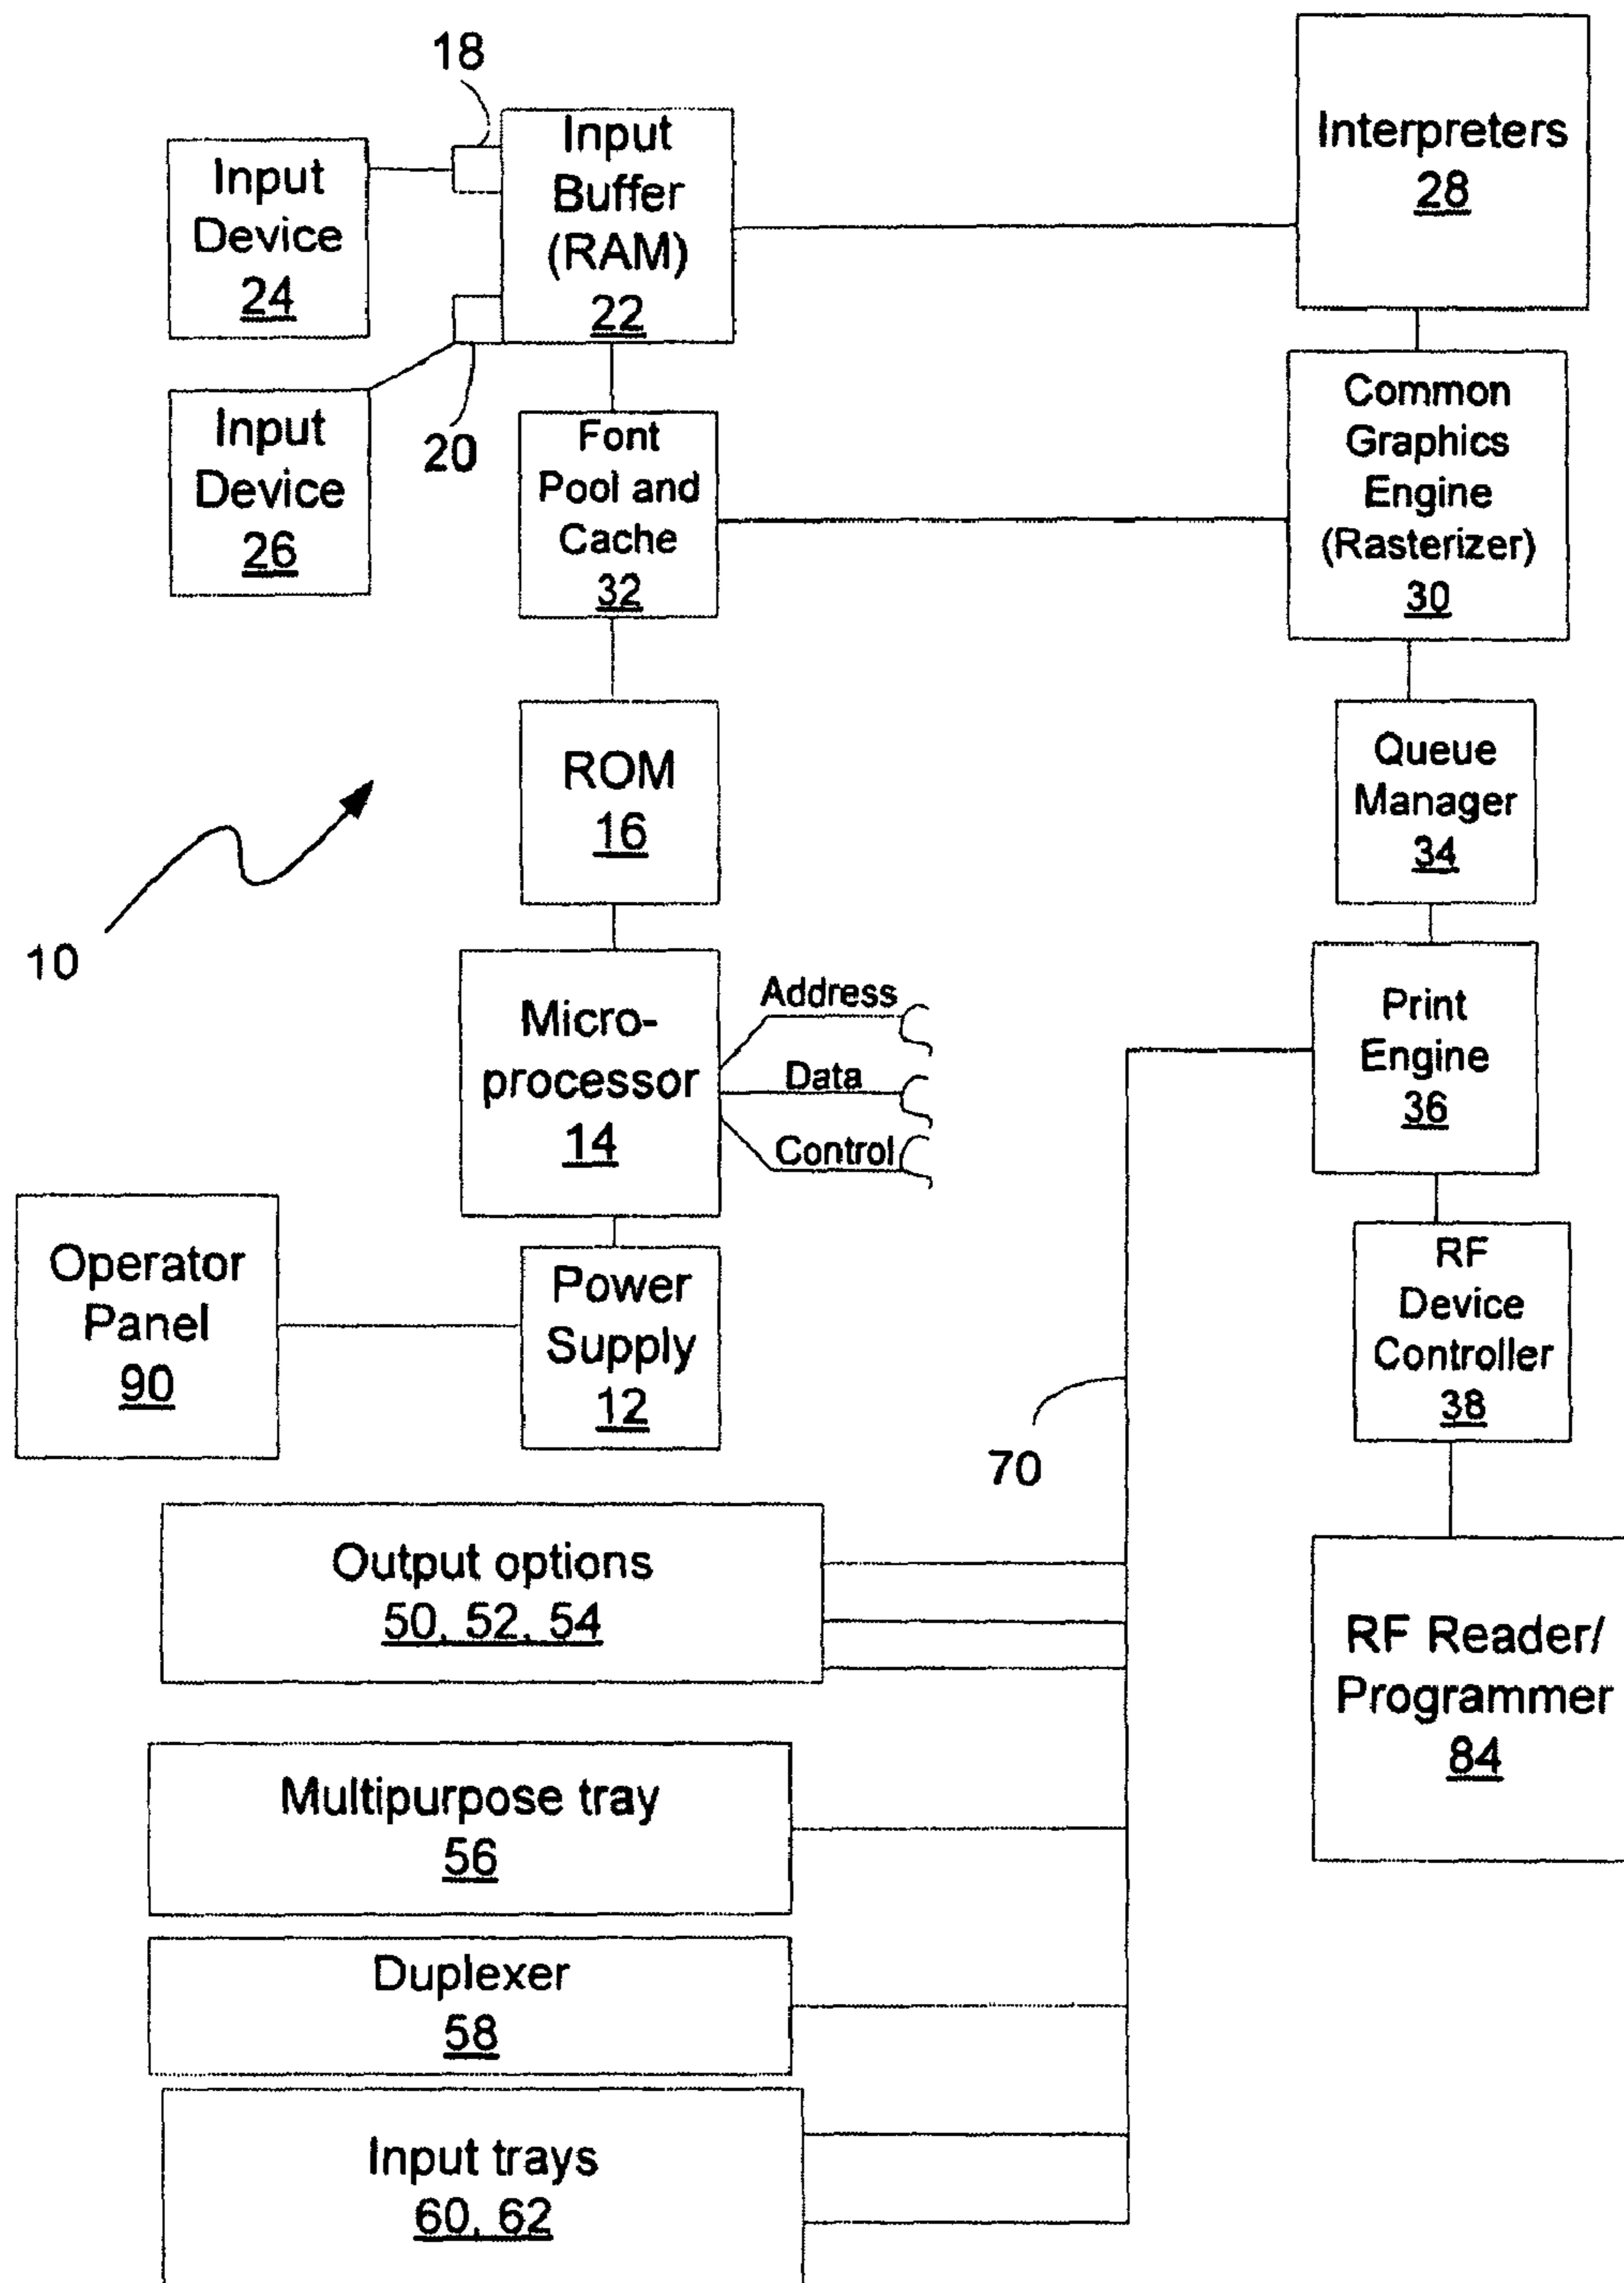 18
Input
Device
24
Input
Buffer
(RAM)
22
Interpreters
28
Input
Device
26
20
Font
Pool and
Cache
32
Common
Graphics
Engine
(Rasterizer)
30
ROM
16
Queue
Manager
34
10
Micro-
processor
14
Address
Data
Control
Print
Engine
36
Operator
Panel
90
Power
Supply
12
RF
Device
Controller
38
70
Output options
50, 52, 54
RF Reader/
Programmer
84
Multipurpose tray
56
Duplexer
58
Input trays
60, 62